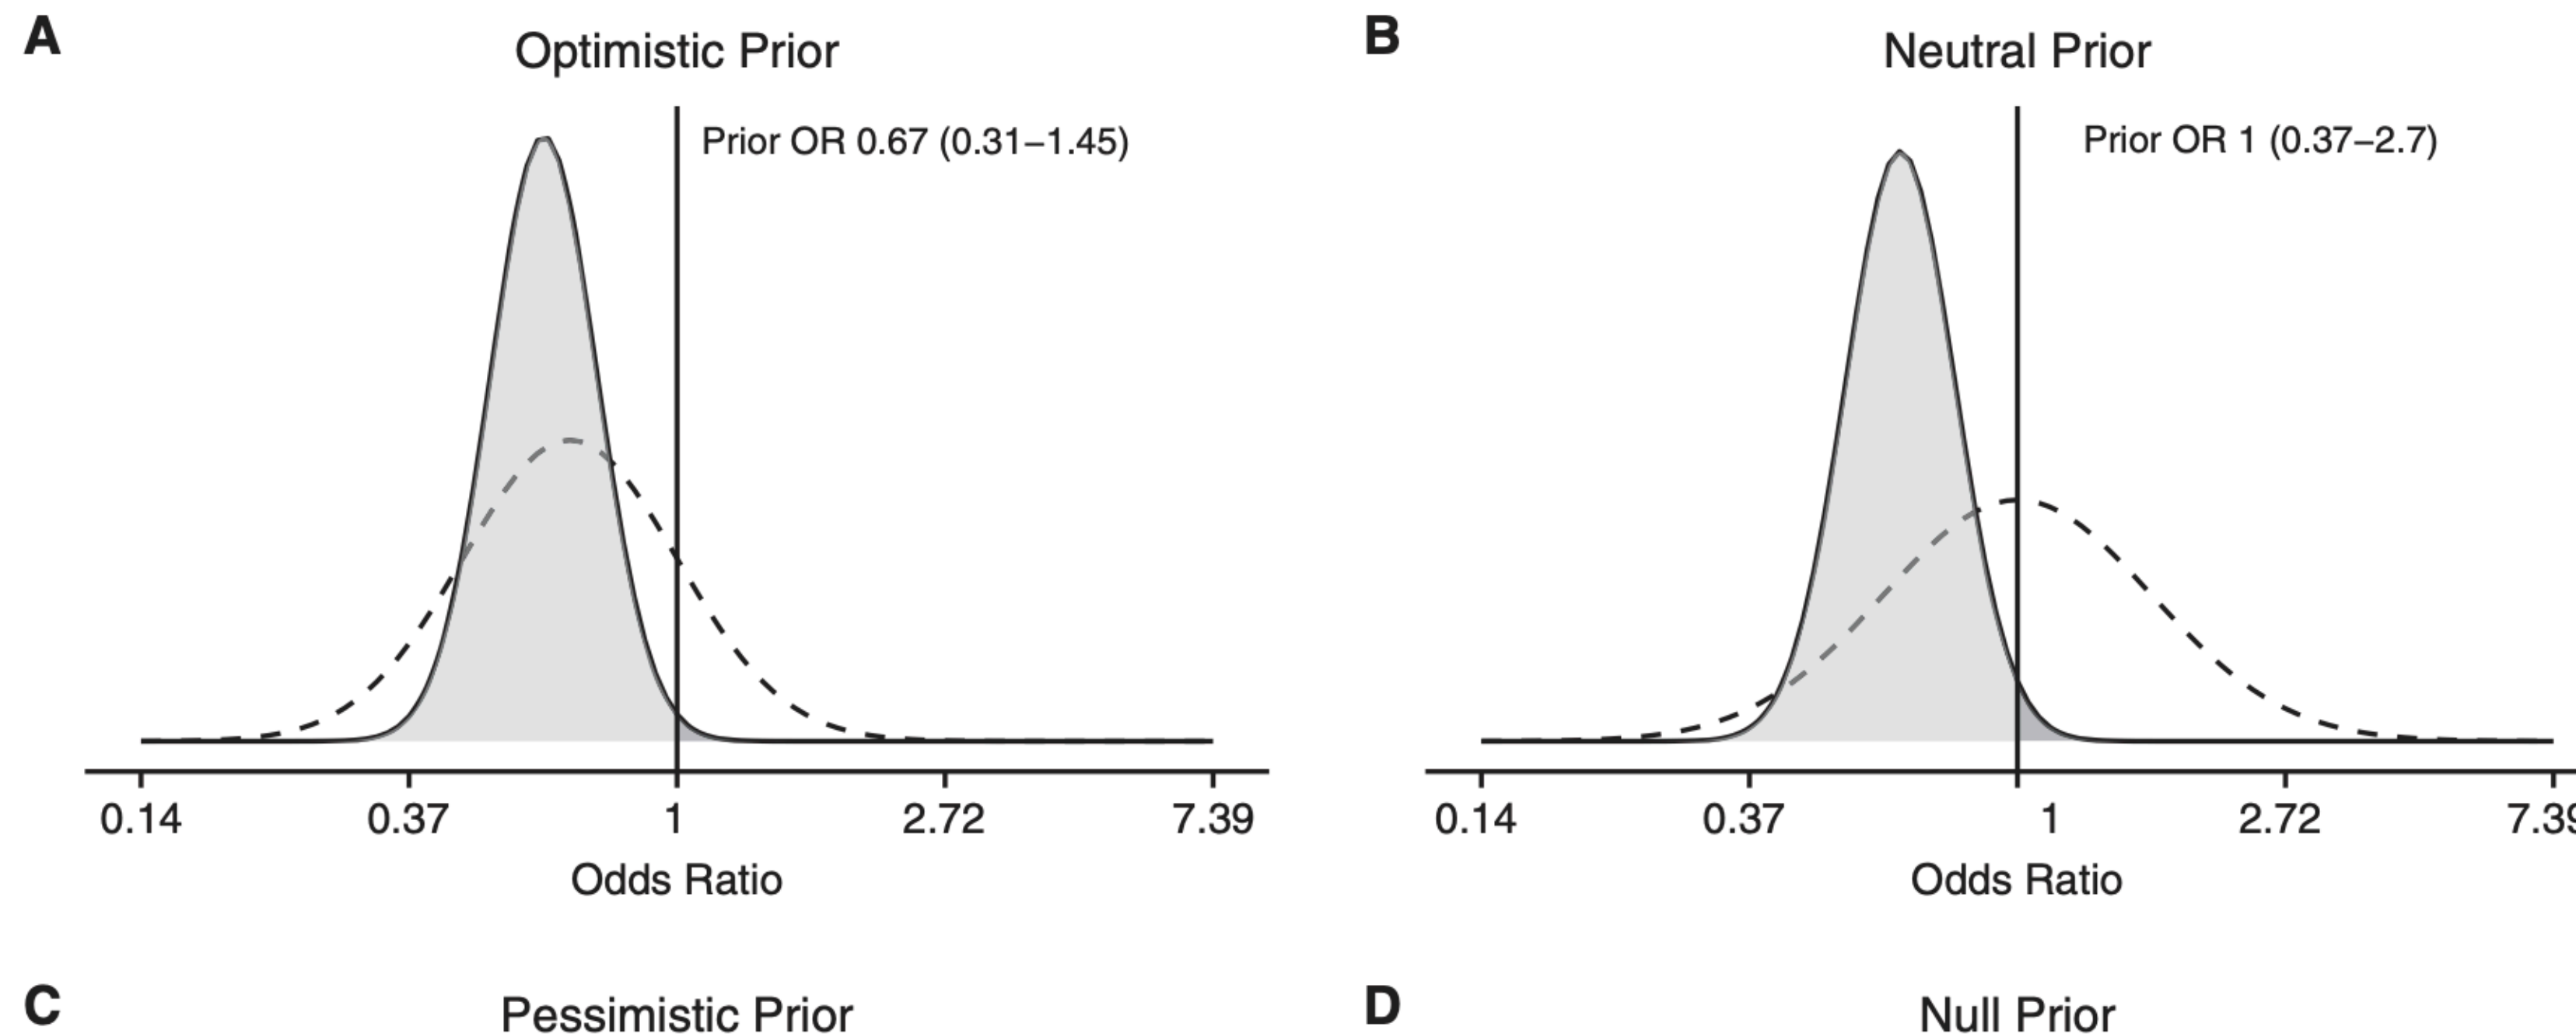 A
Optimistic Prior
Prior OR 0.67 (0.31–1.45)
0.14 0.37 1 2.72 7.39
Odds Ratio
B
Neutral Prior
Prior OR 1 (0.37–2.7)
0.14 0.37 1 2.72 7.39
Odds Ratio
C
Pessimistic Prior
D
Null Prior